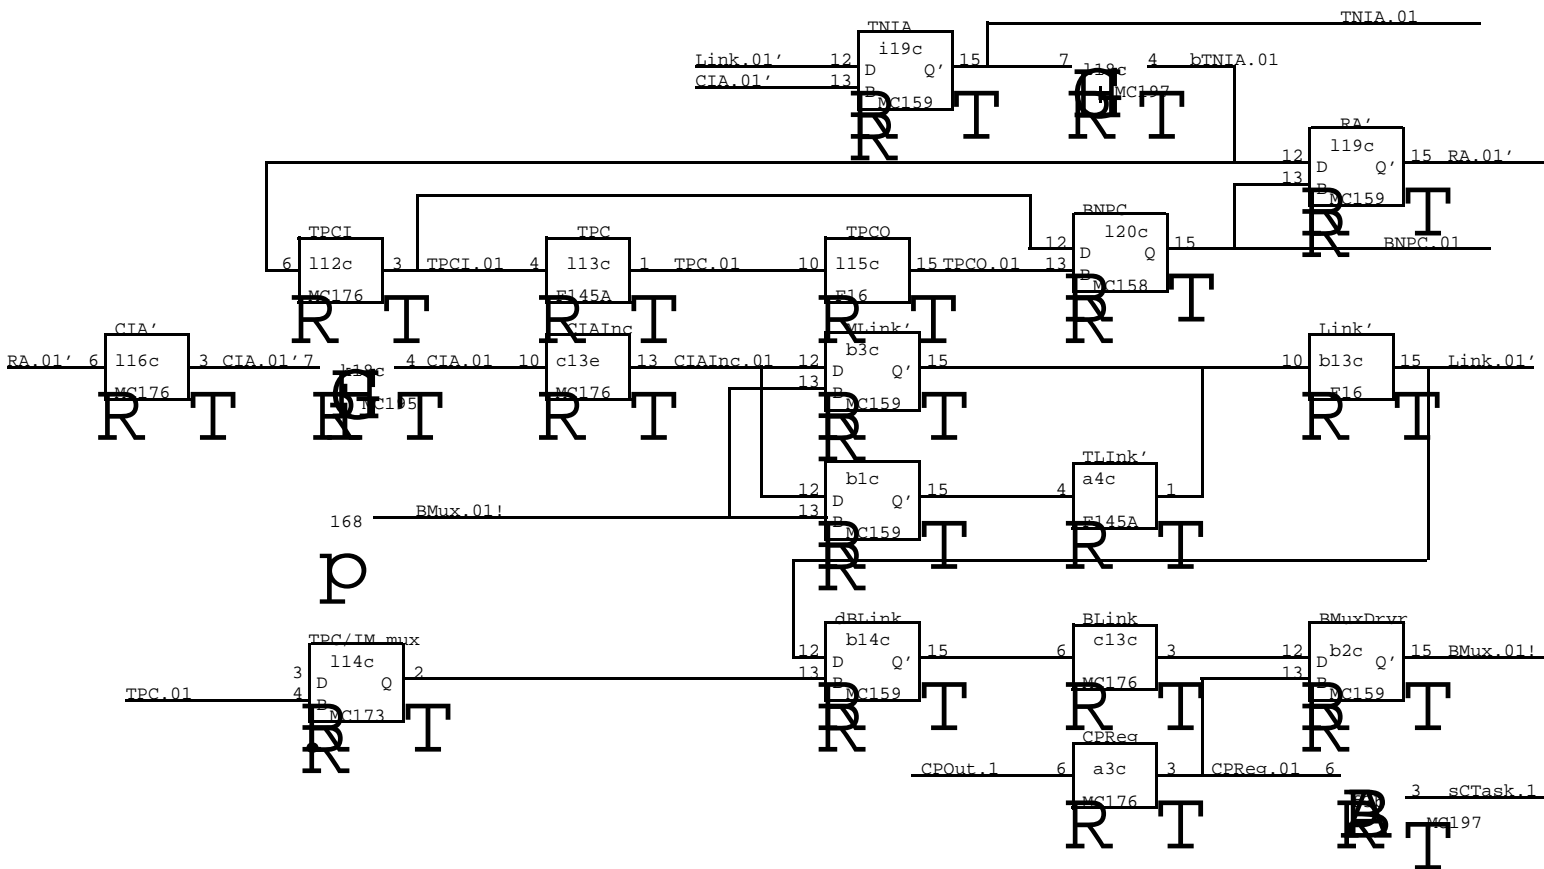 TNIA TNIA.01
i19c
Link.01′ 12 D Q′ 15 7 4 bTNIA.01
CIA.01′ 13 B MC159 MC197
R R T R T
RA′
l19c
12 D Q′ 15 RA.01′
13 B MC159
R R T
BNPC
l20c
12 D Q 15 BNPC.01
13 B MC158
R R T
TPCI TPC TPCO
6 l12c 3 TPCI.01 4 l13c 1 TPC.01 10 l15c 15 TPCO.01
MC176 F145A F16
R T R T R T
CIA′ CIAInc MLink′ Link′
RA.01′ 6 l16c 3 CIA.01′ 7 4 CIA.01 10 c13e 13 CIAInc.01 12 b3c D Q′ 15 10 b13c 15 Link.01′
MC176 MC195 MC176 13 B MC159 F16
R T R T R T R R T R T
TLInk′
b1c a4c
12 D Q′ 15 4 1
168 BMux.01! 13 B MC159 F145A
R R T R T
p
TPC/IM mux dBLink BLink BMuxDrvr
l14c b14c c13c b2c
12 D Q′ 15 6 3 12 D Q′ 15 BMux.01!
3 D Q 2 13 B MC159 MC176 13 B MC159
TPC.01 4 B MC173
R R T R R T R T R R T
CPReg
CPOut.1 6 a3c 3 CPReg.01 6
MC176 3 sCTask.1
R T MC197
T